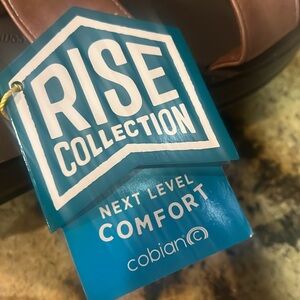 RISE
COLLECTION
NEXT LEVEL
COMFORT
cobian